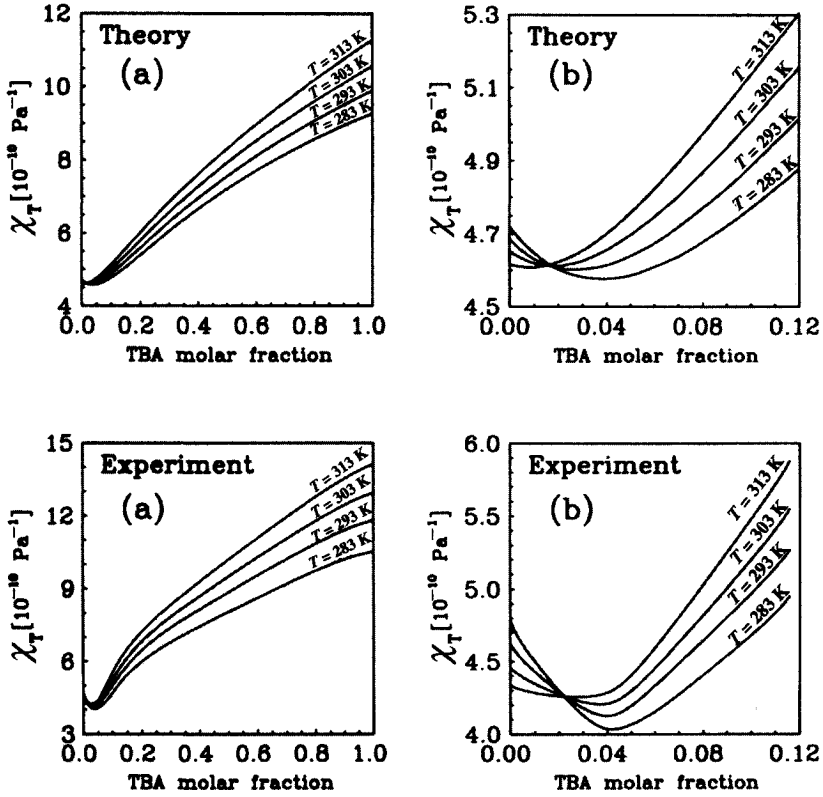 12
10
8
6
4
χT [10⁻¹⁰ Pa⁻¹]
Theory
(a)
T = 313 K
T = 303 K
T = 293 K
T = 283 K
0.0 0.2 0.4 0.6 0.8 1.0
TBA molar fraction
5.3
5.1
4.9
4.7
4.5
χT [10⁻¹⁰ Pa⁻¹]
Theory
(b)
T = 313 K
T = 303 K
T = 293 K
T = 283 K
0.00 0.04 0.08 0.12
TBA molar fraction
15
12
9
6
3
χT [10⁻¹⁰ Pa⁻¹]
Experiment
(a)
T = 313 K
T = 303 K
T = 293 K
T = 283 K
0.0 0.2 0.4 0.6 0.8 1.0
TBA molar fraction
6.0
5.5
5.0
4.5
4.0
χT [10⁻¹⁰ Pa⁻¹]
Experiment
(b)
T = 313 K
T = 303 K
T = 293 K
T = 283 K
0.00 0.04 0.08 0.12
TBA molar fraction